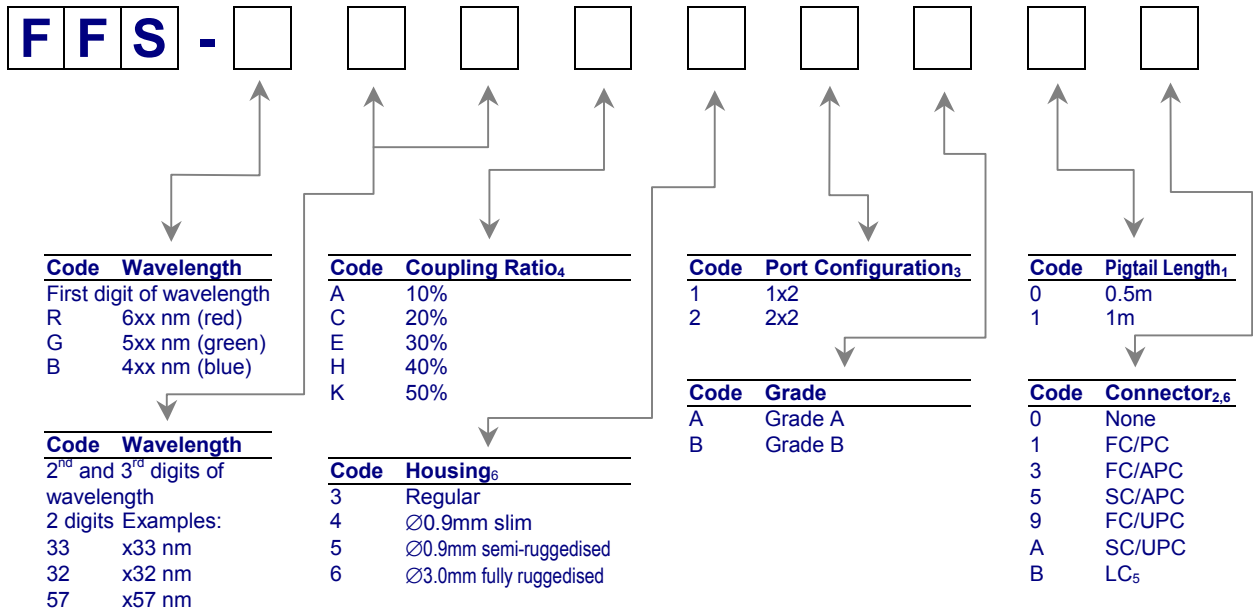 FFS-
Code Wavelength
First digit of wavelength
R 6xx nm (red)
G 5xx nm (green)
B 4xx nm (blue)
Code Wavelength
2nd and 3rd digits of
wavelength
2 digits Examples:
33 x33 nm
32 x32 nm
57 x57 nm
Code Coupling Ratio4
A 10%
C 20%
E 30%
H 40%
K 50%
Code Housing6
3 Regular
4 ∅0.9mm slim
5 ∅0.9mm semi-ruggedised
6 ∅3.0mm fully ruggedised
Code Port Configuration3
1 1x2
2 2x2
Code Grade
A Grade A
B Grade B
Code Pigtail Length1
0 0.5m
1 1m
Code Connector2,6
0 None
1 FC/PC
3 FC/APC
5 SC/APC
9 FC/UPC
A SC/UPC
B LC5